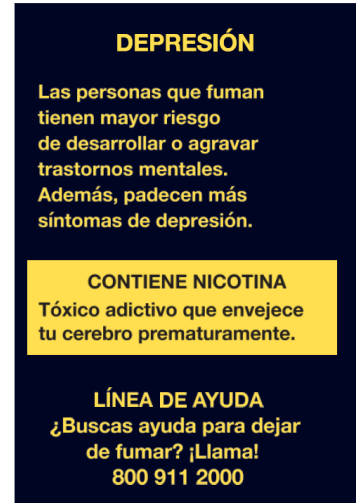 DEPRESIÓN
Las personas que fuman
tienen mayor riesgo
de desarrollar o agravar
trastornos mentales.
Además, padecen más
síntomas de depresión.
CONTIENE NICOTINA
Tóxico adictivo que envejece
tu cerebro prematuramente.
LÍNEA DE AYUDA
¿Buscas ayuda para dejar
de fumar? ¡Llama!
800 911 2000